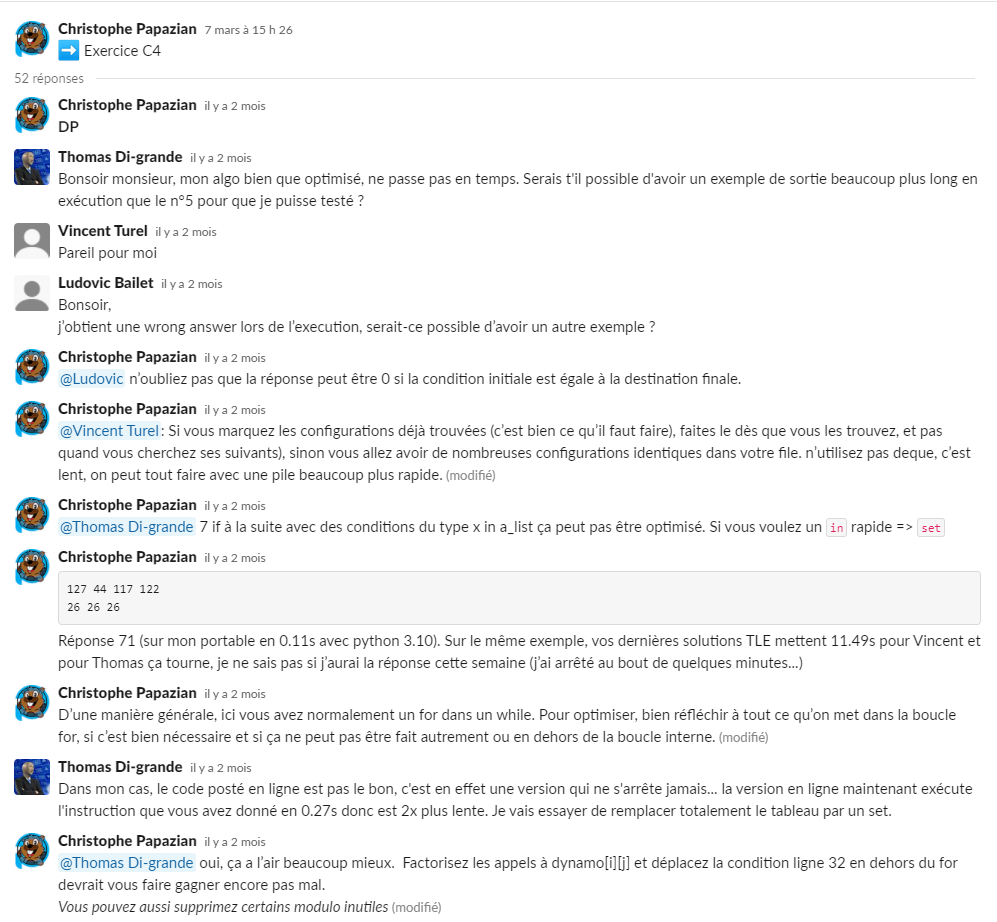 Christophe Papazian 7 mars à 15 h 26
➡ Exercice C4
52 réponses
Christophe Papazian il y a 2 mois
DP
Thomas Di-grande il y a 2 mois
Bonsoir monsieur, mon algo bien que optimisé, ne passe pas en temps. Serais t'il possible d'avoir un exemple de sortie beaucoup plus long en
exécution que le n°5 pour que je puisse testé ?
Vincent Turel il y a 2 mois
Pareil pour moi
Ludovic Bailet il y a 2 mois
Bonsoir,
j’obtient une wrong answer lors de l’execution, serait-ce possible d’avoir un autre exemple ?
Christophe Papazian il y a 2 mois
@Ludovic n’oubliez pas que la réponse peut être 0 si la condition initiale est égale à la destination finale.
Christophe Papazian il y a 2 mois
@Vincent Turel: Si vous marquez les configurations déjà trouvées (c’est bien ce qu’il faut faire), faites le dès que vous les trouvez, et pas
quand vous cherchez ses suivants), sinon vous allez avoir de nombreuses configurations identiques dans votre file. n’utilisez pas deque, c’est
lent, on peut tout faire avec une pile beaucoup plus rapide. (modifié)
Christophe Papazian il y a 2 mois
@Thomas Di-grande 7 if à la suite avec des conditions du type x in a_list ça peut pas être optimisé. Si vous voulez un in rapide => set
Christophe Papazian il y a 2 mois
127 44 117 122
26 26 26
Réponse 71 (sur mon portable en 0.11s avec python 3.10). Sur le même exemple, vos dernières solutions TLE mettent 11.49s pour Vincent et
pour Thomas ça tourne, je ne sais pas si j’aurai la réponse cette semaine (j’ai arrêté au bout de quelques minutes...)
Christophe Papazian il y a 2 mois
D’une manière générale, ici vous avez normalement un for dans un while. Pour optimiser, bien réfléchir à tout ce qu’on met dans la boucle
for, si c’est bien nécessaire et si ça ne peut pas être fait autrement ou en dehors de la boucle interne. (modifié)
Thomas Di-grande il y a 2 mois
Dans mon cas, le code posté en ligne est pas le bon, c'est en effet une version qui ne s'arrête jamais... la version en ligne maintenant exécute
l'instruction que vous avez donné en 0.27s donc est 2x plus lente. Je vais essayer de remplacer totalement le tableau par un set.
Christophe Papazian il y a 2 mois
@Thomas Di-grande oui, ça a l’air beaucoup mieux. Factorisez les appels à dynamo[i][j] et déplacez la condition ligne 32 en dehors du for
devrait vous faire gagner encore pas mal.
Vous pouvez aussi supprimez certains modulo inutiles (modifié)